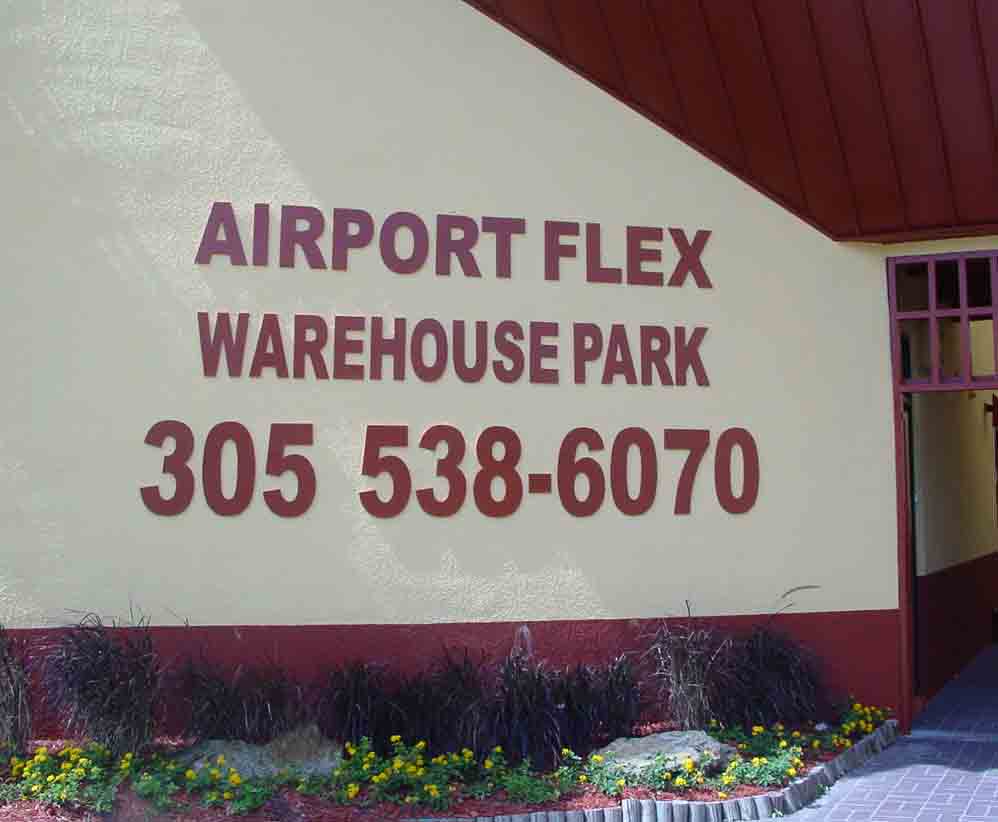 AIRPORT FLEX
WAREHOUSE PARK
305 538-6070